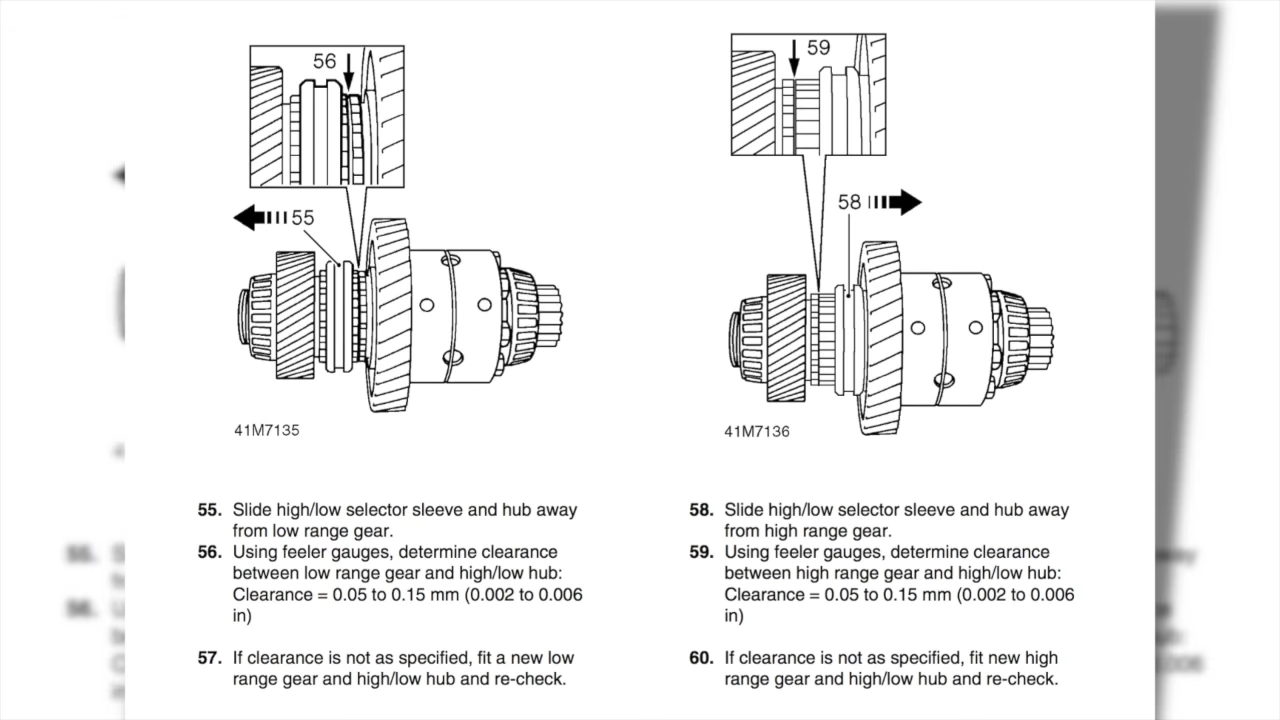 56
55
41M7135
55. Slide high/low selector sleeve and hub away
from low range gear.
56. Using feeler gauges, determine clearance
between low range gear and high/low hub:
Clearance = 0.05 to 0.15 mm (0.002 to 0.006
in)
57. If clearance is not as specified, fit a new low
range gear and high/low hub and re-check.
59
58
41M7136
58. Slide high/low selector sleeve and hub away
from high range gear.
59. Using feeler gauges, determine clearance
between high range gear and high/low hub:
Clearance = 0.05 to 0.15 mm (0.002 to 0.006
in)
60. If clearance is not as specified, fit new high
range gear and high/low hub and re-check.